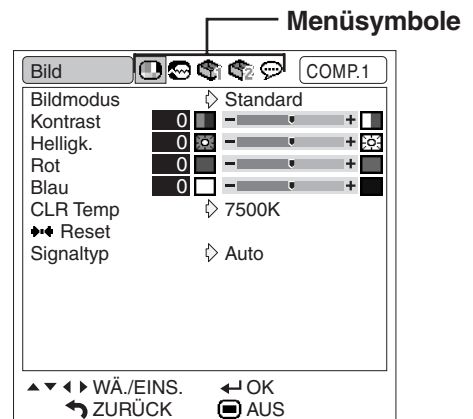 Menüsymbole
Bild COMP.1
Bildmodus Standard
Kontrast 0 − +
Helligk. 0 − +
Rot 0 − +
Blau 0 − +
CLR Temp 7500K
Reset
Signaltyp Auto
WÄ./EINS. OK
ZURÜCK AUS